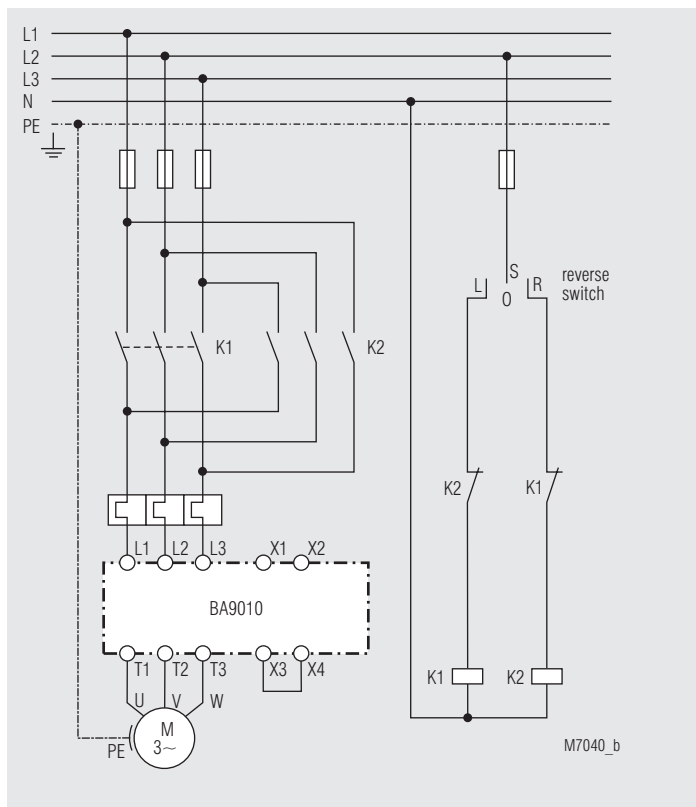 L1
L2
L3
N
PE
L
S
O
R
reverse
switch
K1
K2
K2
K1
L1
L2
L3
X1
X2
BA9010
T1
T2
T3
X3
X4
U
V
W
K1
K2
M
3~
PE
M7040_b